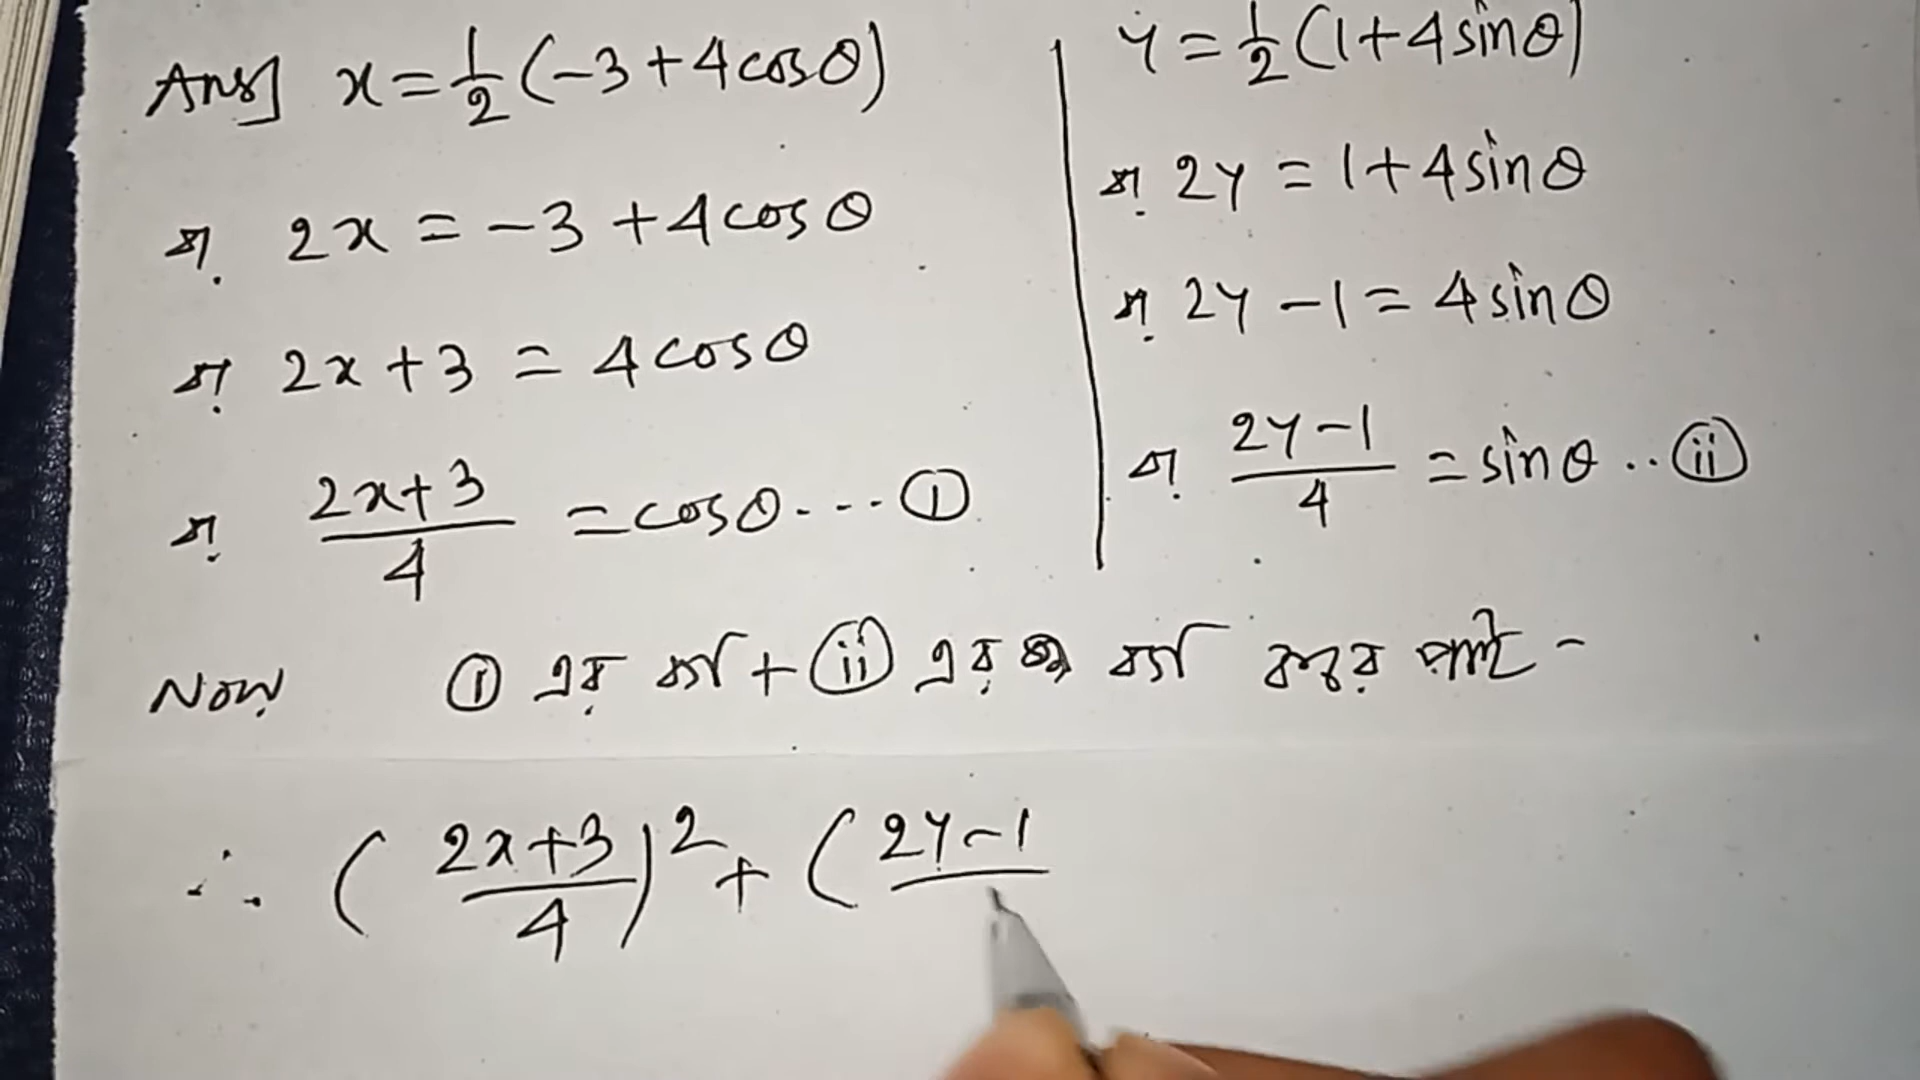 Ans] x = 1/2 (-3 + 4cosθ)
বা, 2x = -3 + 4cosθ
বা, 2x + 3 = 4cosθ
বা, (2x+3)/4 = cosθ ... (i)
y = 1/2 (1 + 4sinθ)
বা, 2y = 1 + 4sinθ
বা, 2y - 1 = 4sinθ
বা, (2y-1)/4 = sinθ .. (ii)
Now, (i) এর বর্গ + (ii) এর বর্গ করে পাই -
∴ ((2x+3)/4)² + (2y-1